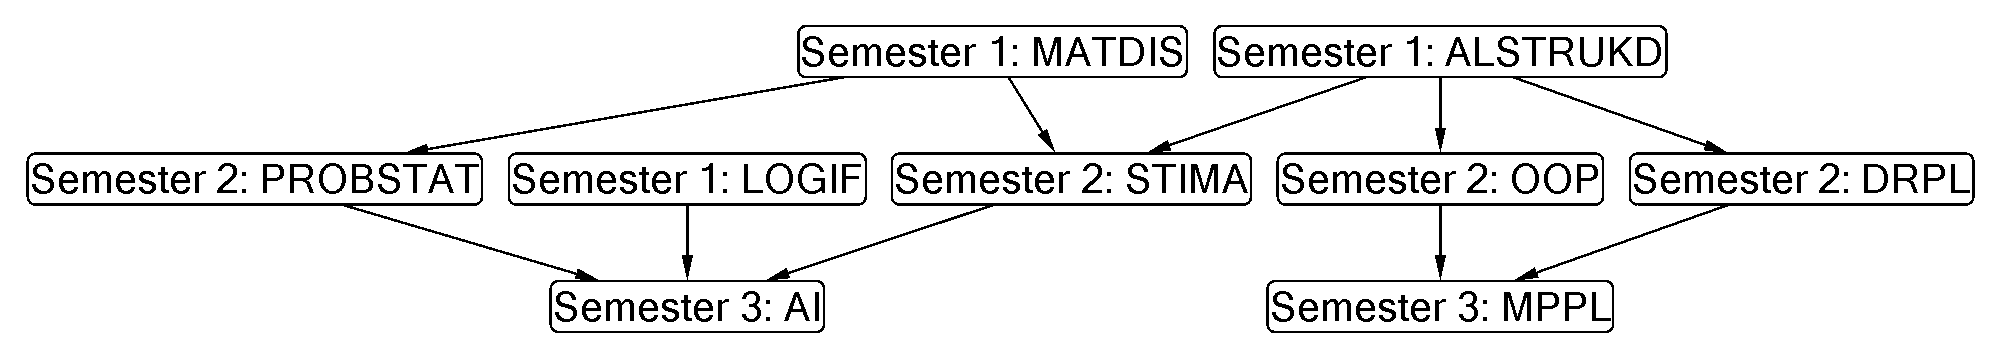 Semester 1: MATDIS
Semester 1: ALSTRUKD
Semester 2: PROBSTAT
Semester 1: LOGIF
Semester 2: STIMA
Semester 2: OOP
Semester 2: DRPL
Semester 3: AI
Semester 3: MPPL